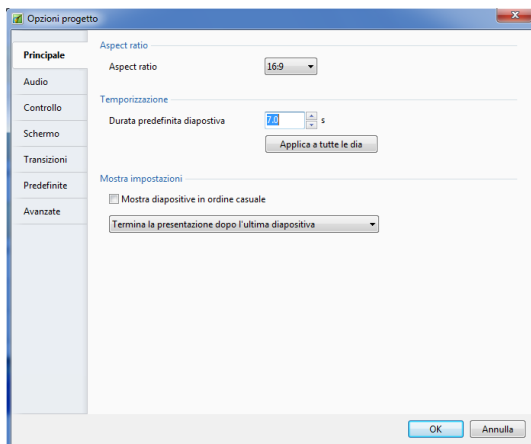 Opzioni progetto
Principale
Audio
Controllo
Schermo
Transizioni
Predefinite
Avanzate
Aspect ratio
Aspect ratio 16:9
Temporizzazione
Durata predefinita diapostiva 7.0 s
Applica a tutte le dia
Mostra impostazioni
Mostra diapositive in ordine casuale
Termina la presentazione dopo l'ultima diapositiva
OK Annulla